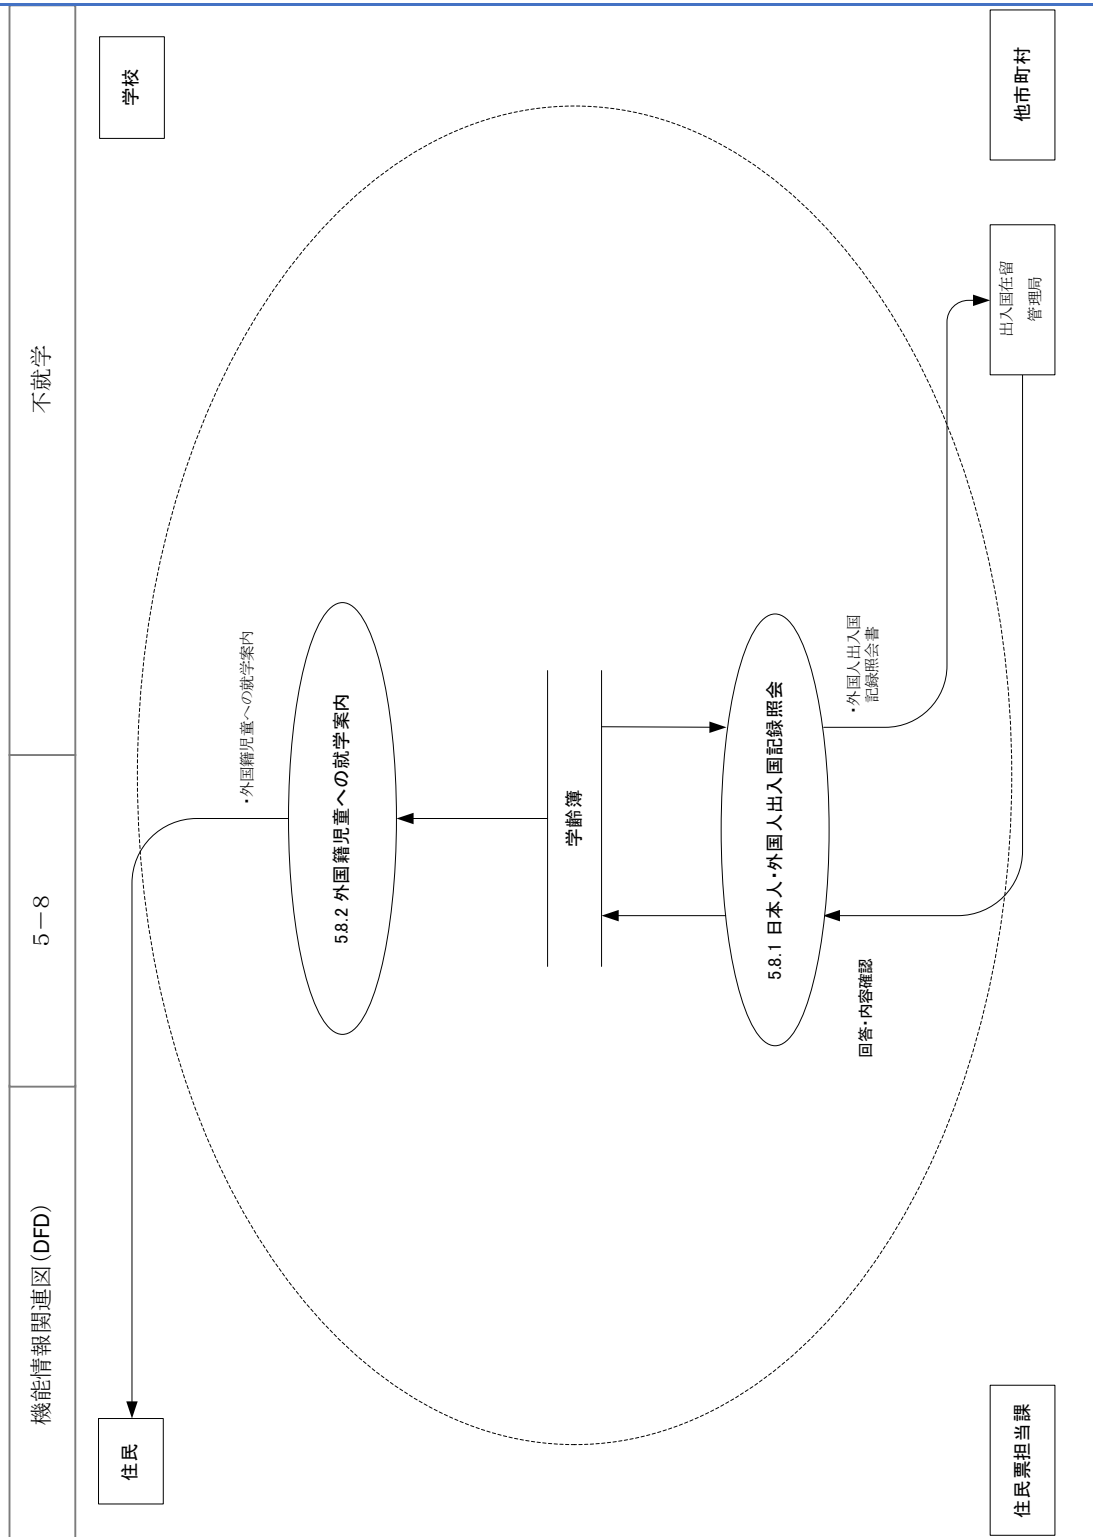 機能情報関連図(DFD)
5−8
不就学
住民
学校
・外国籍児童への就学案内
5.8.2 外国籍児童への就学案内
学齢簿
5.8.1 日本人・外国人出入国記録照会
・外国人出入国
記録照会書
回答・内容確認
住民票担当課
出入国在留
管理局
他市町村